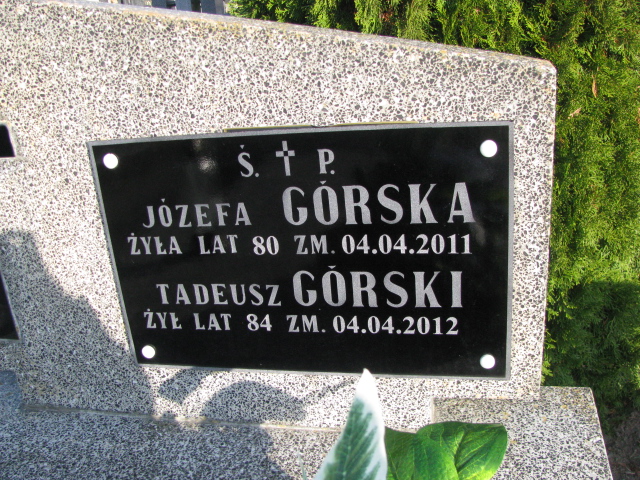 Ś. † P.
JÓZEFA GÓRSKA
ŻYŁA LAT 80 ZM. 04.04.2011
TADEUSZ GÓRSKI
ŻYŁ LAT 84 ZM. 04.04.2012